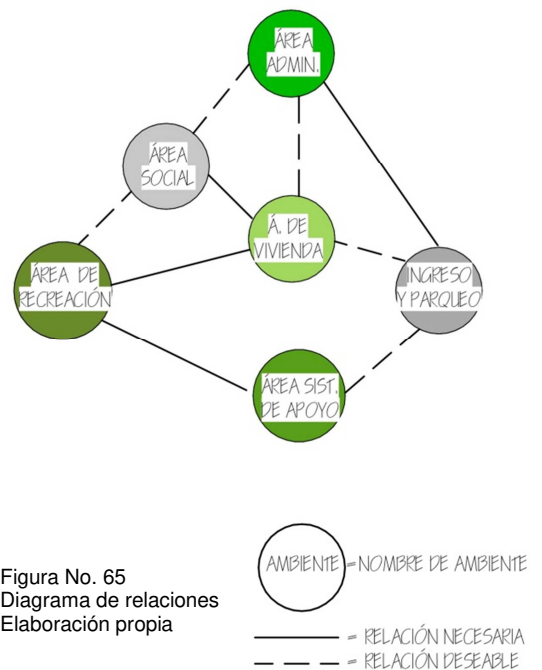 ÁREA
ADMIN.
ÁREA
SOCIAL
Á. DE
VIVIENDA
ÁREA DE
RECREACIÓN
INGRESO
Y PARQUEO
ÁREA SIST.
DE APOYO
AMBIENTE = NOMBRE DE AMBIENTE
Figura No. 65
Diagrama de relaciones
Elaboración propia
= RELACIÓN NECESARIA
= RELACIÓN DESEABLE